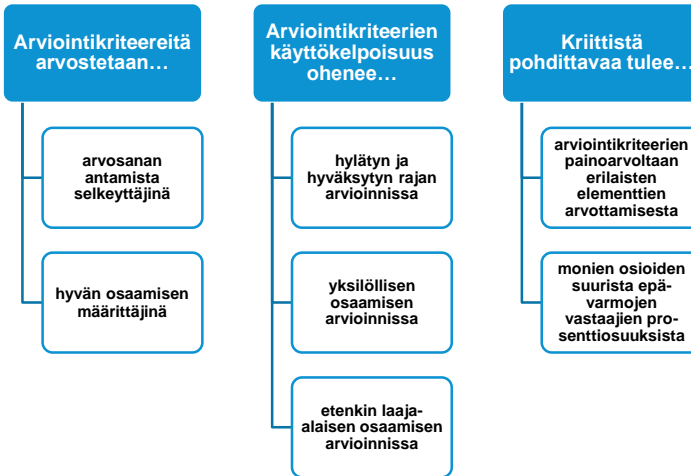 Arviointikriteereitä
arvostetaan…
arvosanan
antamista
selkeyttäjinä
hyvän osaamisen
määrittäjinä
Arviointikriteerien
käyttökelpoisuus
ohenee…
hylätyn ja
hyväksytyn rajan
arvioinnissa
yksilöllisen
osaamisen
arvioinnissa
etenkin laaja-
alaisen osaamisen
arvioinnissa
Kriittistä
pohdittavaa tulee…
arviointikriteerien
painoarvoltaan
erilaisten
elementtien
arvottamisesta
monien osioiden
suurista epä-
varmojen
vastaajien pro-
senttiosuuksista